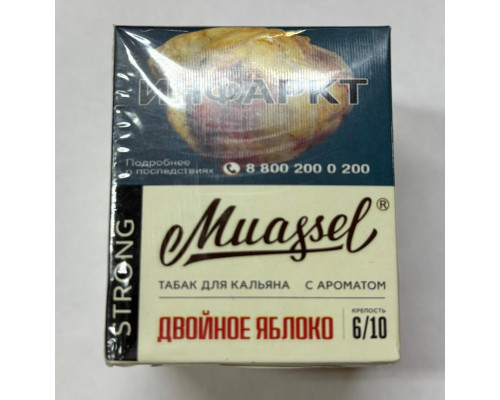 ИНФАРКТ
Подробнее
о последствиях
8 800 200 0 200
STRONG
Muassel®
ТАБАК ДЛЯ КАЛЬЯНА С АРОМАТОМ
ДВОЙНОЕ ЯБЛОКО
КРЕПОСТЬ
6/10